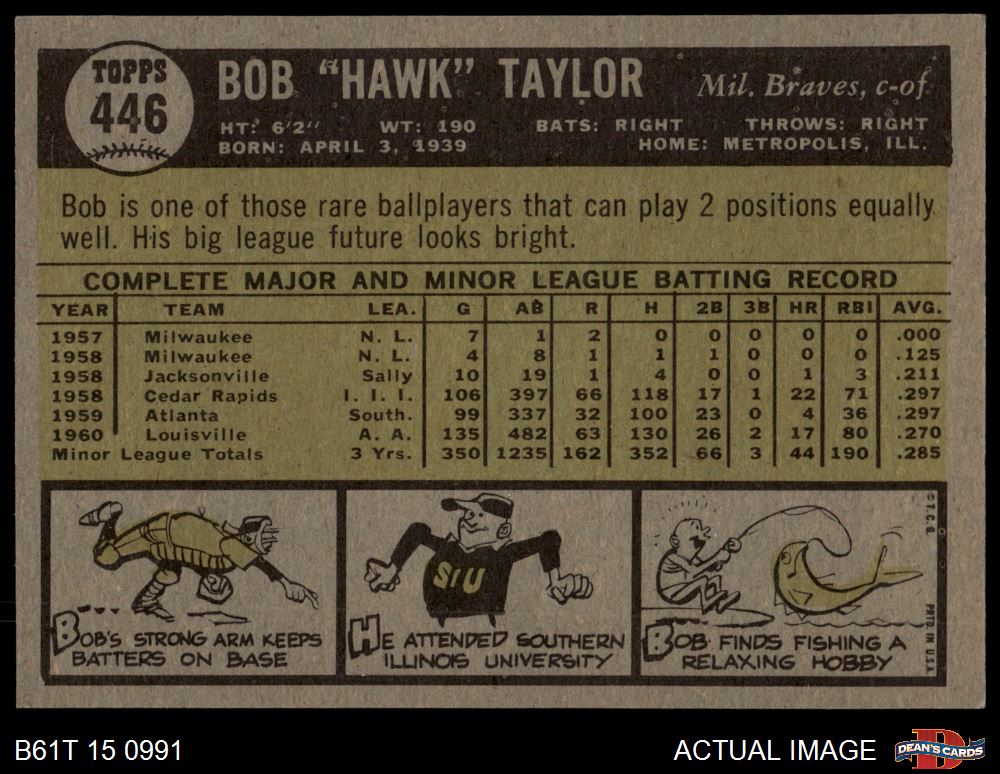 TOPPS
446
BOB "HAWK" TAYLOR Mil. Braves, c-of
HT: 6'2" WT: 190 BATS: RIGHT THROWS: RIGHT
BORN: APRIL 3, 1939 HOME: METROPOLIS, ILL.
Bob is one of those rare ballplayers that can play 2 positions equally
well. His big league future looks bright.
COMPLETE MAJOR AND MINOR LEAGUE BATTING RECORD
YEAR TEAM LEA. G AB R H 2B 3B HR RBI AVG.
1957 Milwaukee N. L. 7 1 2 0 0 0 0 0 .000
1958 Milwaukee N. L. 4 8 1 1 1 0 0 0 .125
1958 Jacksonville Sally 10 19 1 4 0 0 1 3 .211
1958 Cedar Rapids I. I. I. 106 397 66 118 17 1 22 71 .297
1959 Atlanta South. 99 337 32 100 23 0 4 36 .297
1960 Louisville A. A. 135 482 63 130 26 2 17 80 .270
Minor League Totals 3 Yrs. 350 1235 162 352 66 3 44 190 .285
BOB'S STRONG ARM KEEPS
BATTERS ON BASE
SIU
HE ATTENDED SOUTHERN
ILLINOIS UNIVERSITY
BOB FINDS FISHING A
RELAXING HOBBY
© T. C. G.
PRTD. IN U.S.A.
B61T 15 0991
ACTUAL IMAGE
DEAN'S CARDS